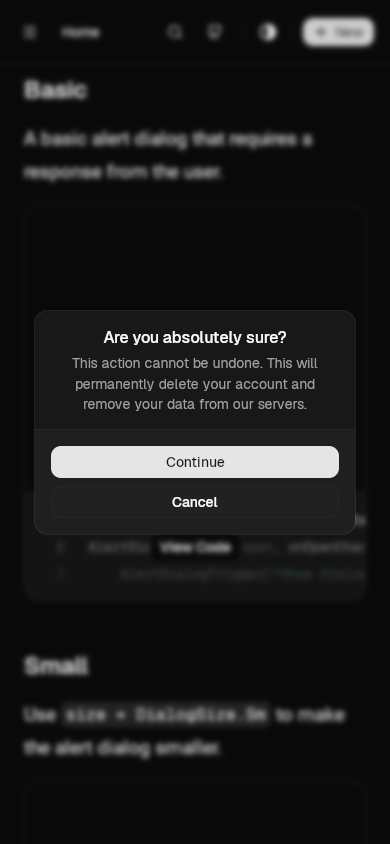 Home
New
Basic
A basic alert dialog that requires a
response from the user.
Are you absolutely sure?
This action cannot be undone. This will
permanently delete your account and
remove your data from our servers.
Continue
Cancel
View Code
Small
Use size = DialogSize.Sm to make
the alert dialog smaller.